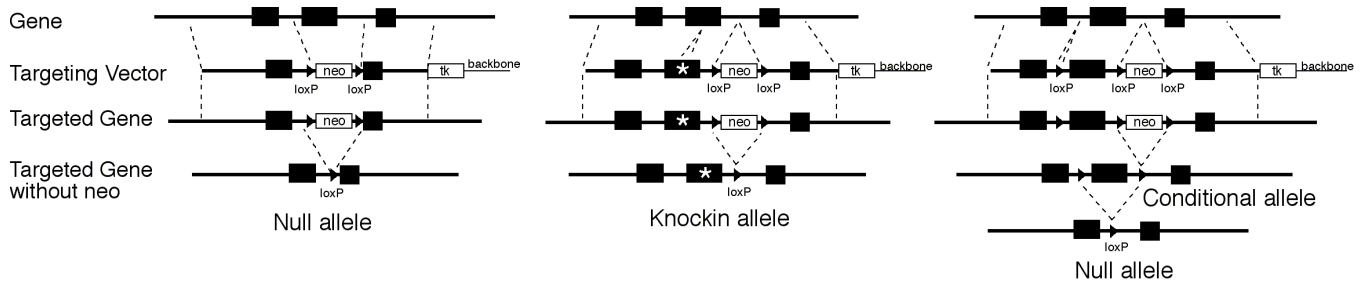 Gene
Targeting Vector
neo
tk
backbone
loxP
loxP
*
neo
tk
backbone
loxP
loxP
neo
tk
backbone
loxP
loxP
loxP
Targeted Gene
neo
*
neo
neo
Targeted Gene
without neo
loxP
*
loxP
Null allele
Knockin allele
Conditional allele
loxP
Null allele